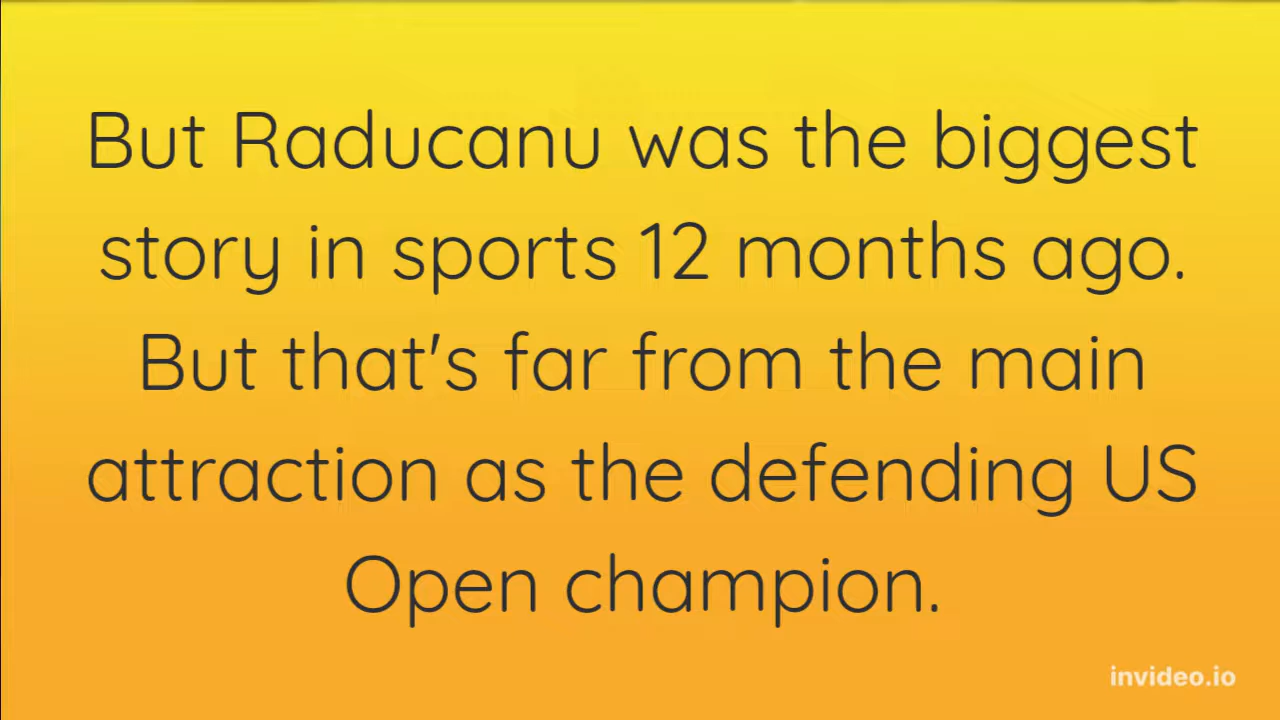 But Raducanu was the biggest
story in sports 12 months ago.
But that's far from the main
attraction as the defending US
Open champion.
invideo.io